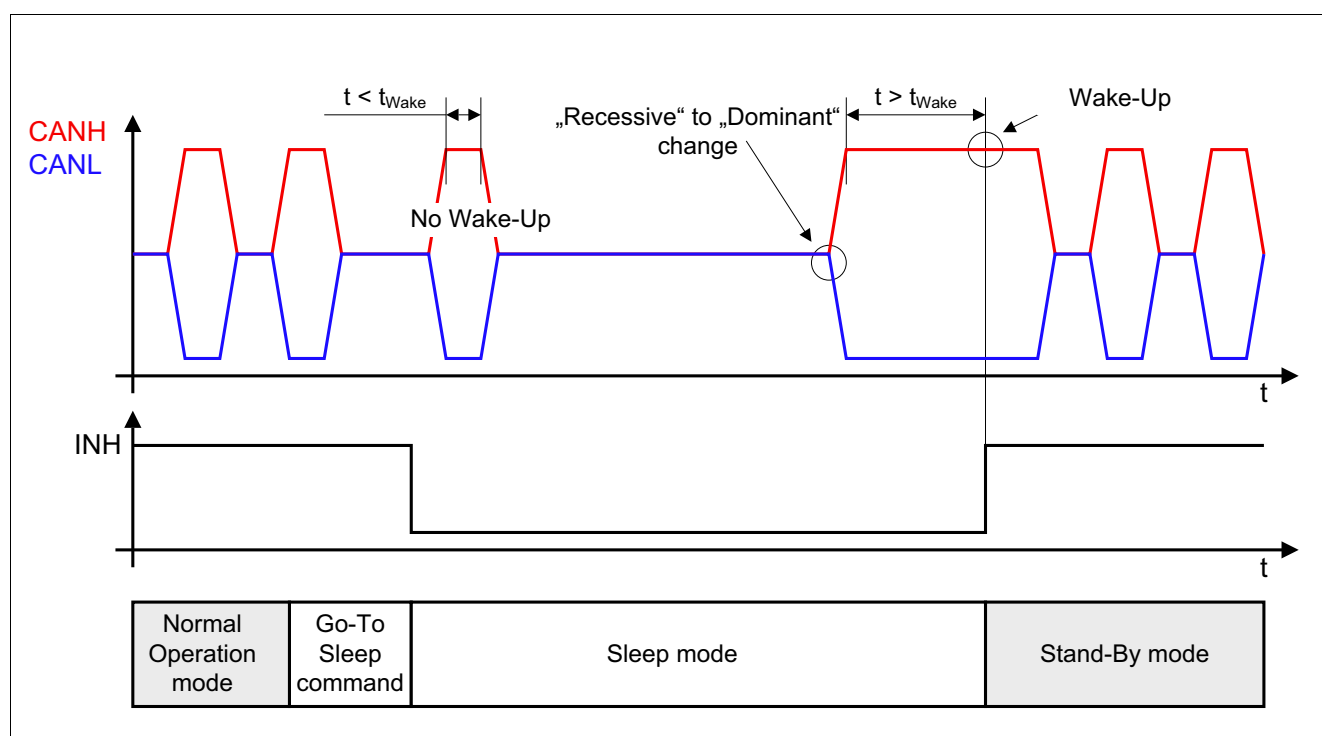 t < tWake
„Recessive“ to „Dominant“
change
t > tWake
Wake-Up
CANH
CANL
No Wake-Up
t
INH
t
Normal
Operation
mode
Go-To
Sleep
command
Sleep mode
Stand-By mode